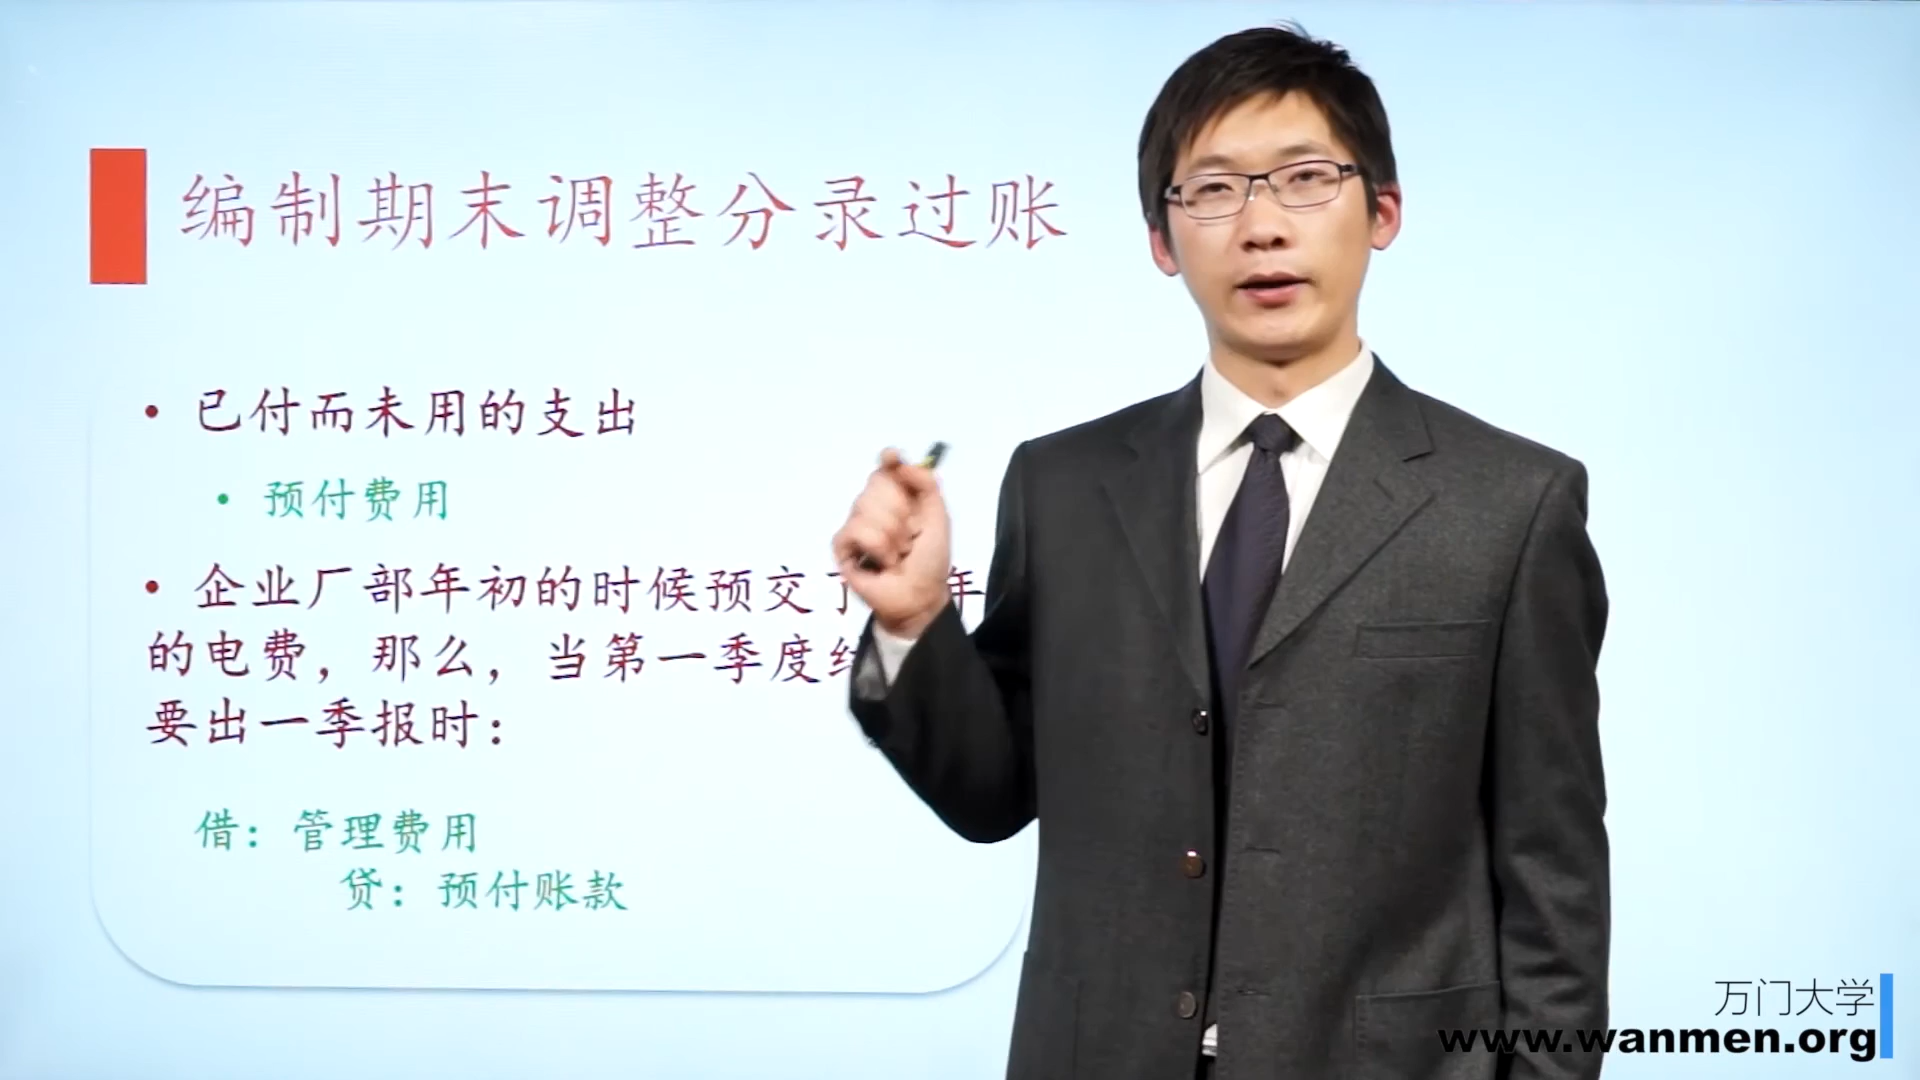 编制期末调整分录过账
• 已付而未用的支出
• 预付费用
• 企业厂部年初的时候预交了 年
的电费，那么，当第一季度
要出一季报时：
借：管理费用
贷：预付账款
万门大学
www.wanmen.org